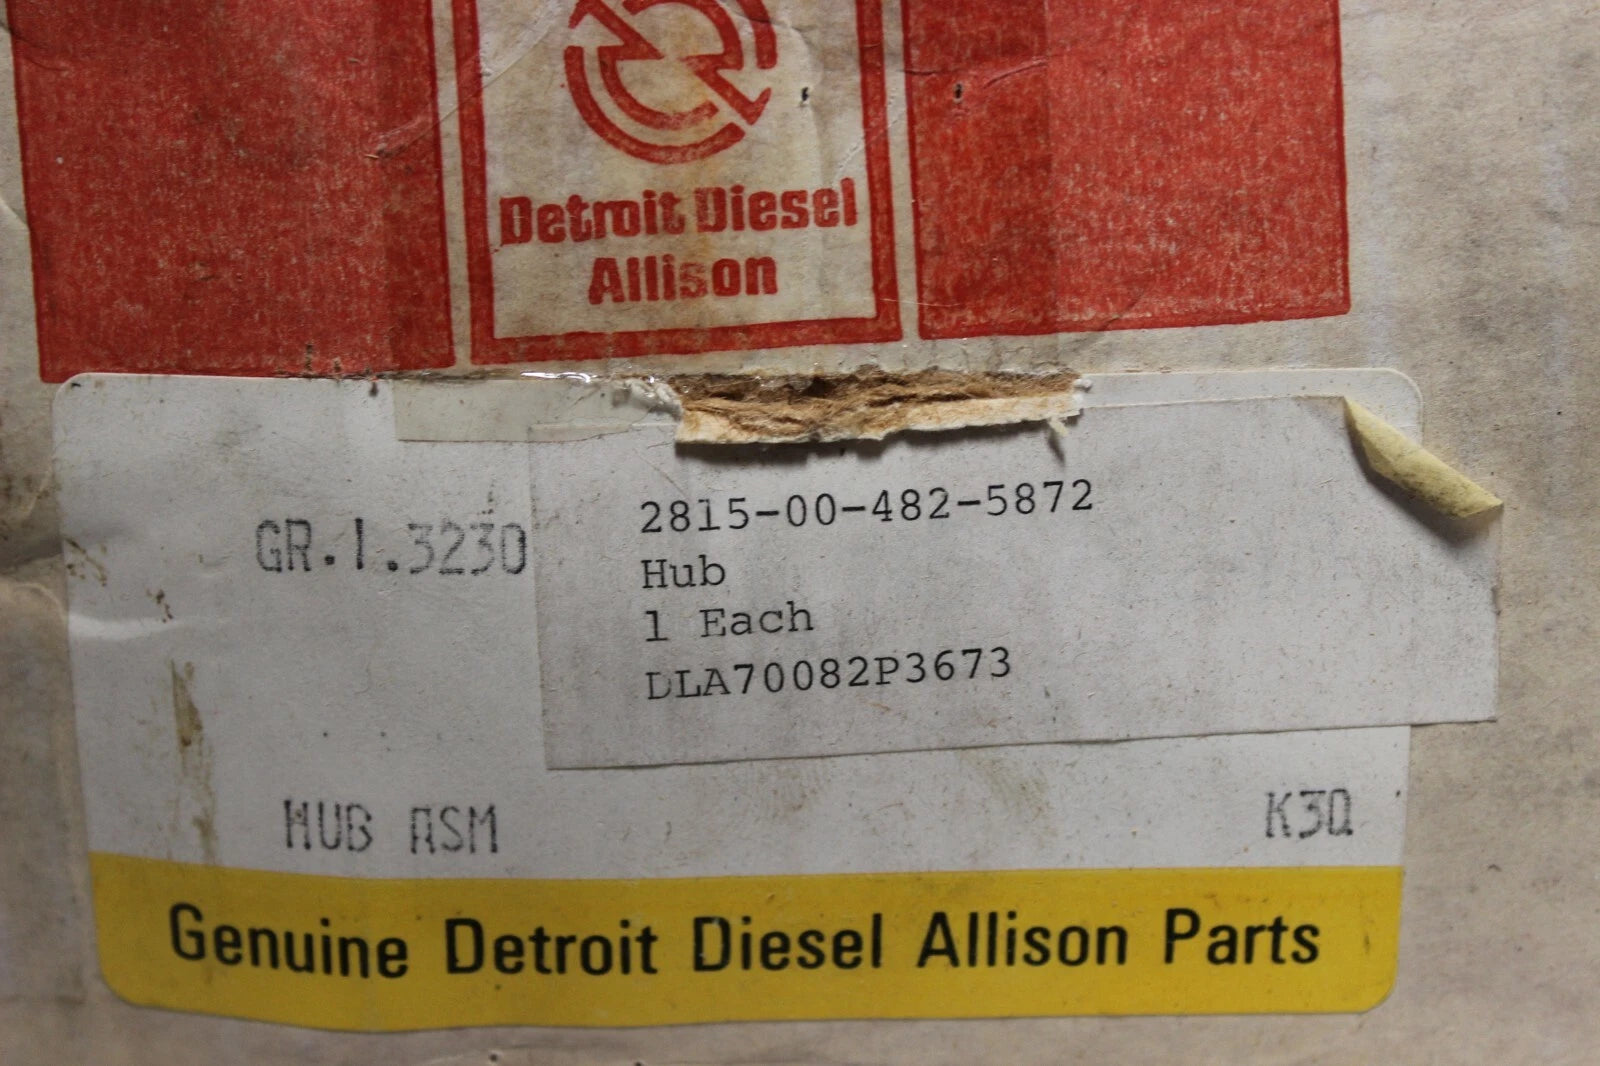 Detroit Diesel
Allison
2815-00-482-5872
GR.1.3230
Hub
1 Each
DLA70082P3673
HUB ASM
K3Q
Genuine Detroit Diesel Allison Parts